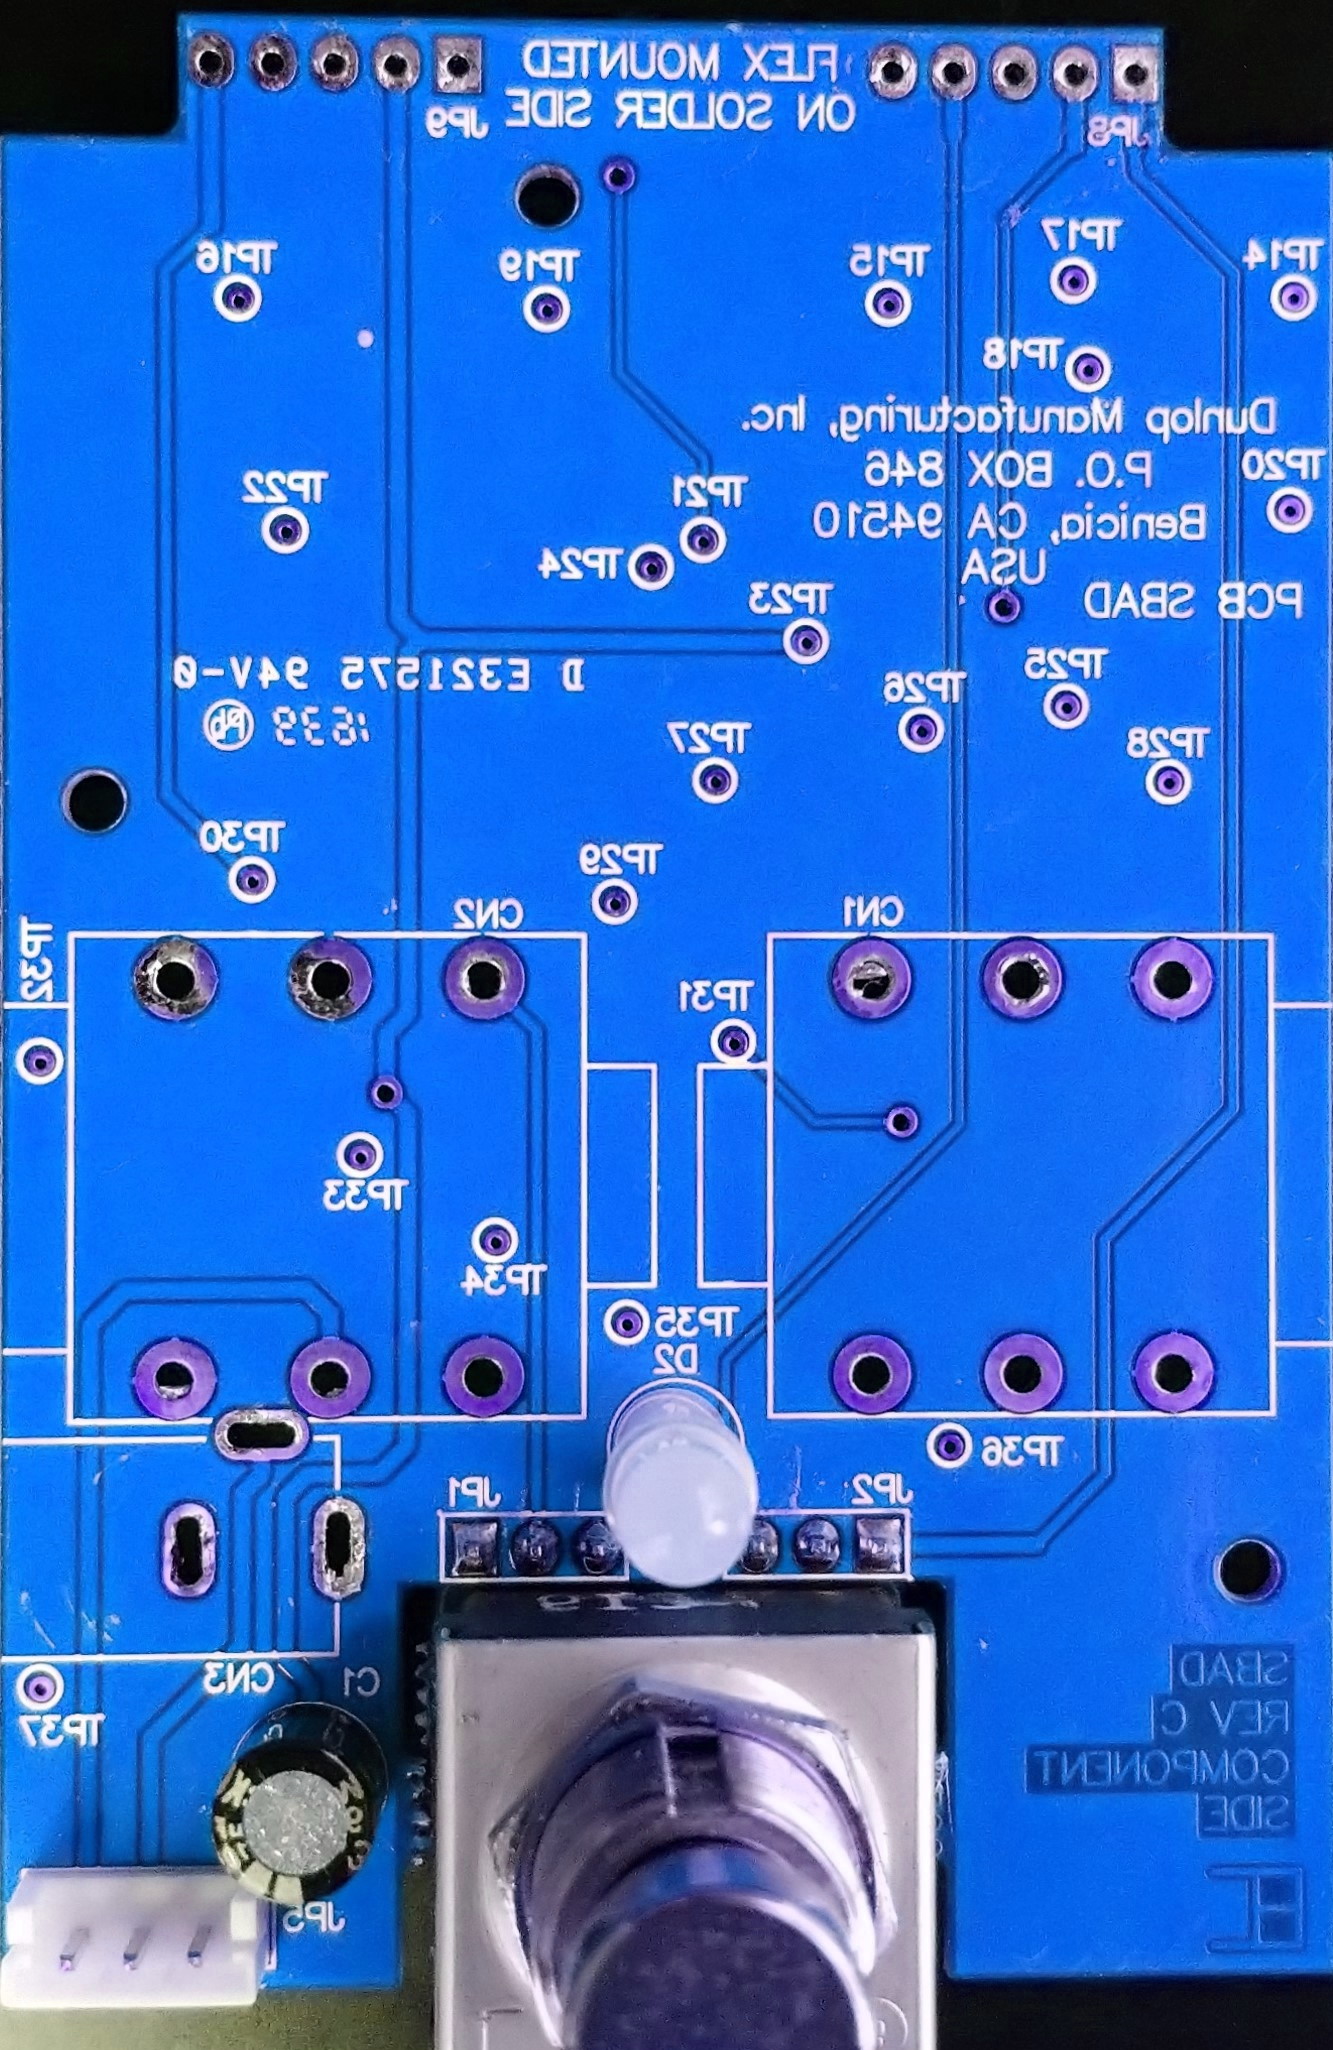 FLEX MOUNTED
ON SOLDER SIDE
JP8
JP9
TP14
TP17
TP15
TP19
TP16
TP18
Dunlop Manufacturing, Inc.
P.O. BOX 846
Benicia, CA 94510
USA
TP20
TP21
TP22
TP24
TP23
PCB SBAD
D E321575 94V-0
1639 Pb
TP25
TP26
TP27
TP28
TP30
TP29
CN1
CN2
TP32
TP31
TP33
TP34
TP35
D2
TP36
JP2
JP1
CN3
C1
TP37
SBAD
REV C
COMPONENT
SIDE
JP5